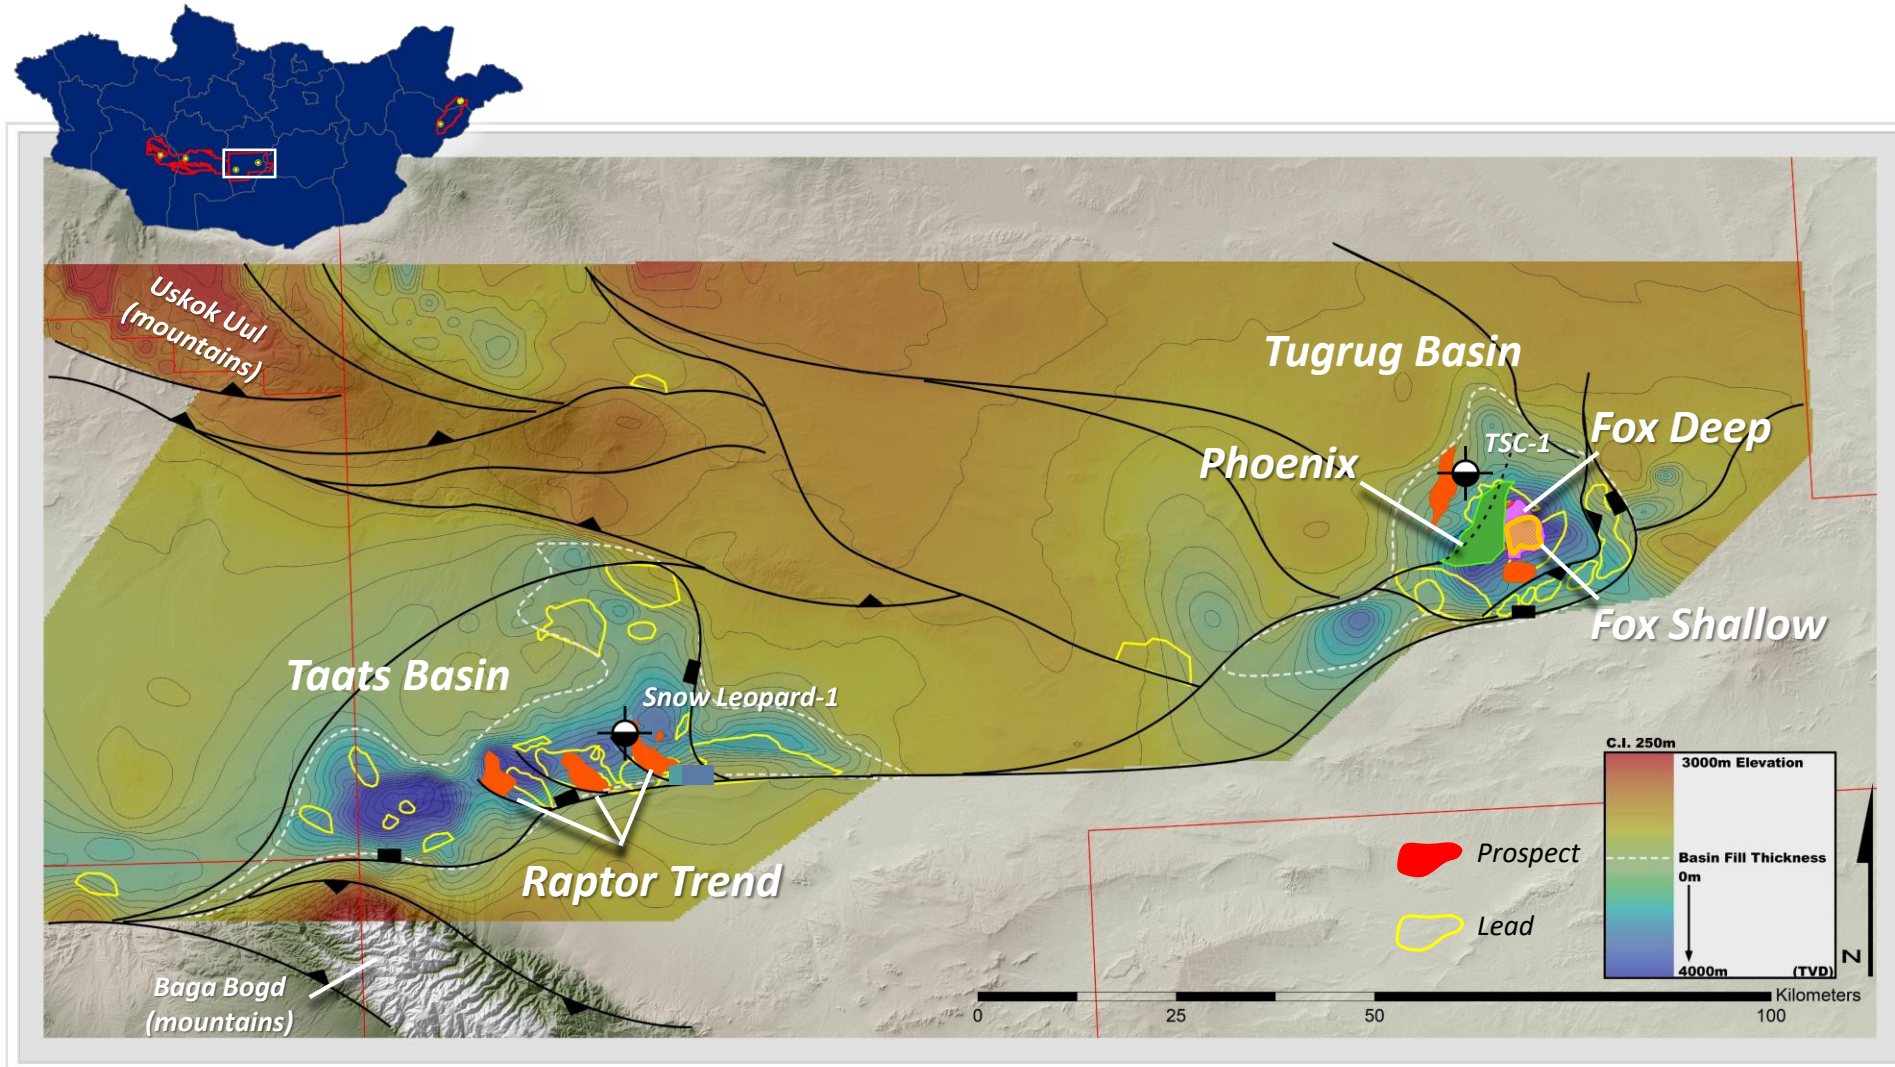 Uskok Uul
(mountains)
Tugrug Basin
Fox Deep
TSC-1
Phoenix
Fox Shallow
Taats Basin
Snow Leopard-1
Raptor Trend
Baga Bogd
(mountains)
C.I. 250m
3000m Elevation
Basin Fill Thickness
0m
4000m (TVD)
Prospect
Lead
N
Kilometers
0 25 50 100